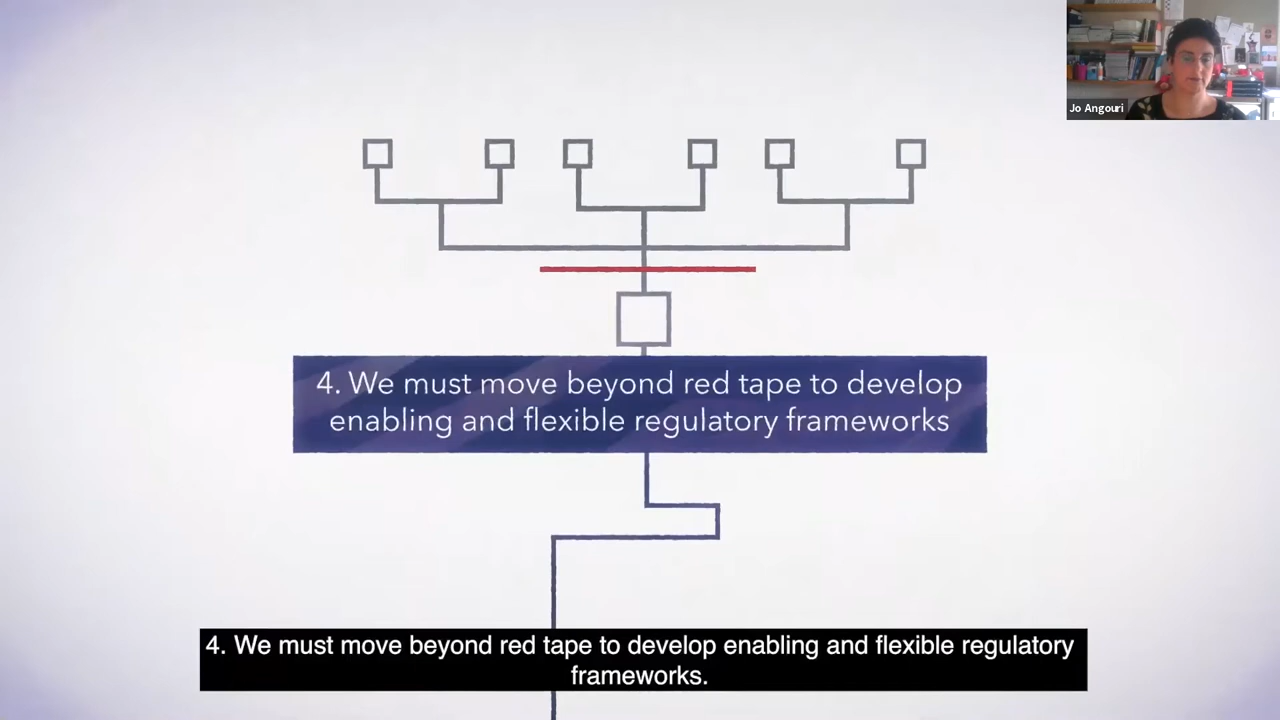 Jo Angouri
4. We must move beyond red tape to develop
enabling and flexible regulatory frameworks
4. We must move beyond red tape to develop enabling and flexible regulatory
frameworks.